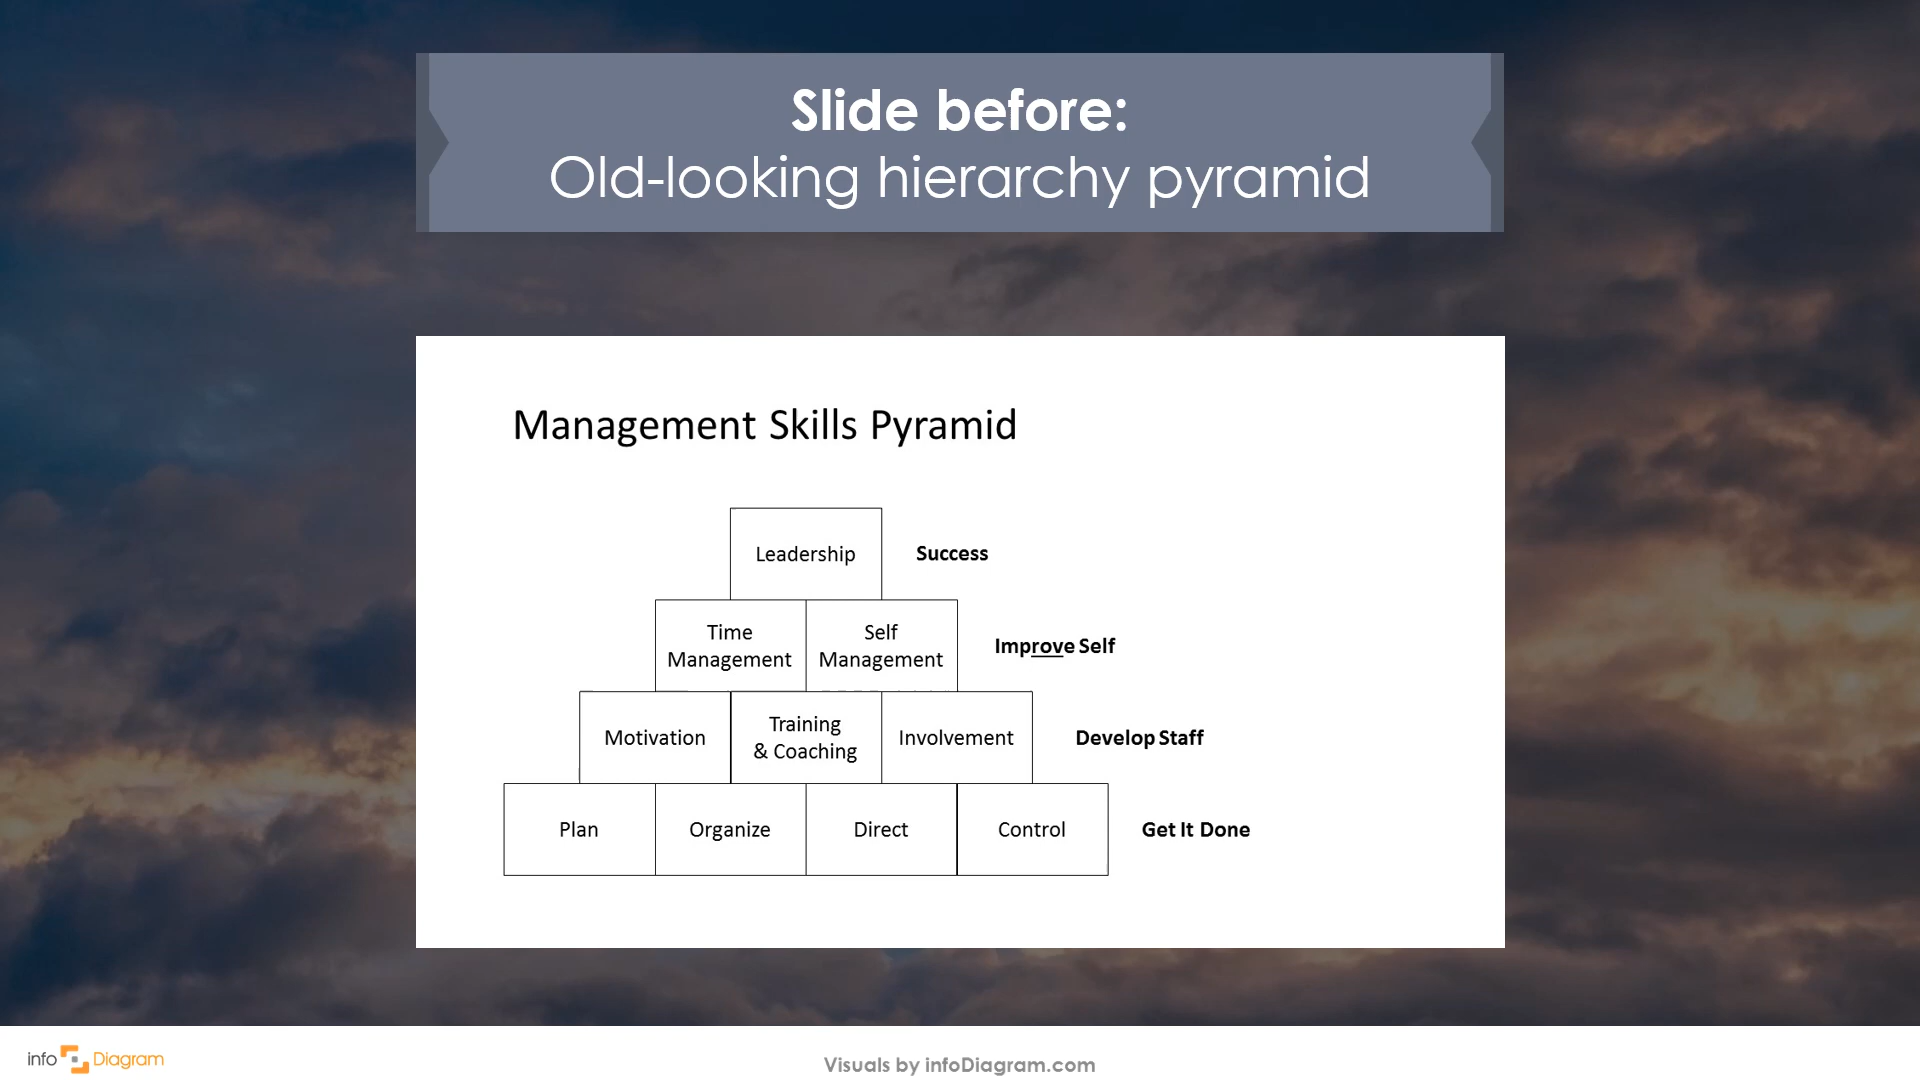 Slide before:
Old-looking hierarchy pyramid
Management Skills Pyramid
Leadership
Success
Time
Management
Self
Management
Improve Self
Motivation
Training
& Coaching
Involvement
Develop Staff
Plan
Organize
Direct
Control
Get It Done
info Diagram
Visuals by infoDiagram.com